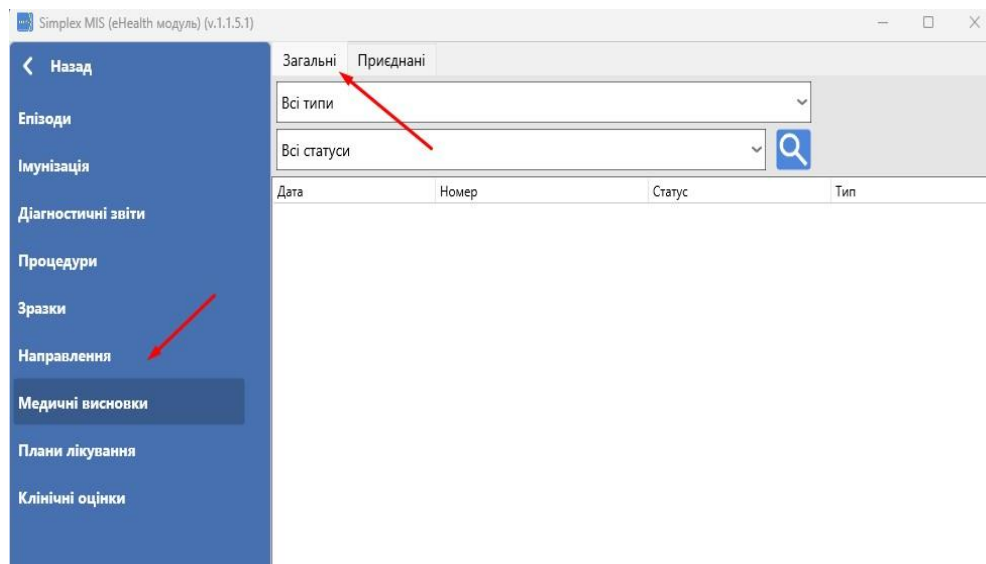 Simplex MIS (eHealth модуль) (v.1.1.5.1)
Назад
Епізоди
Імунізація
Діагностичні звіти
Процедури
Зразки
Направлення
Медичні висновки
Плани лікування
Клінічні оцінки
Загальні Приєднані
Всі типи
Всі статуси
Дата Номер Статус Тип